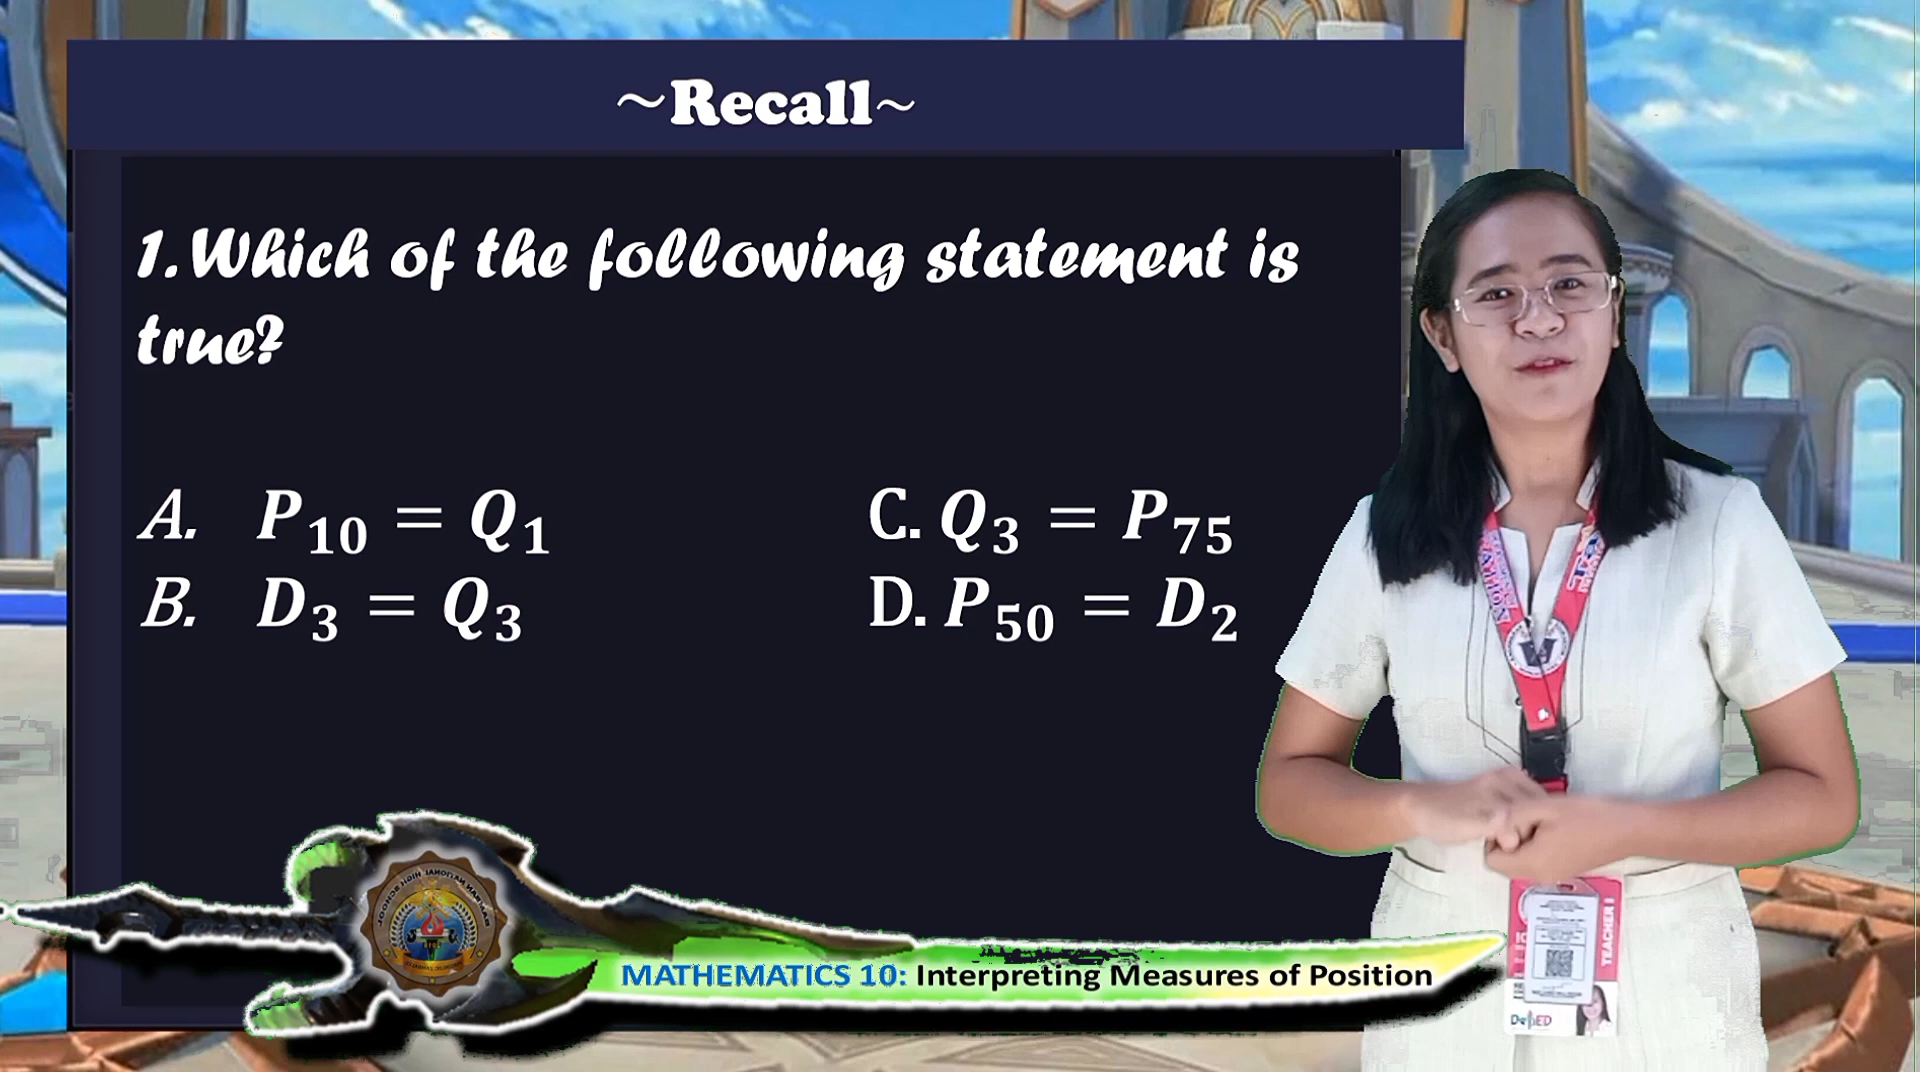 ~Recall~
1. Which of the following statement is
true?
A. P₁₀ = Q₁
B. D₃ = Q₃
C. Q₃ = P₇₅
D. P₅₀ = D₂
MATHEMATICS 10: Interpreting Measures of Position
TEACHER I
DepED